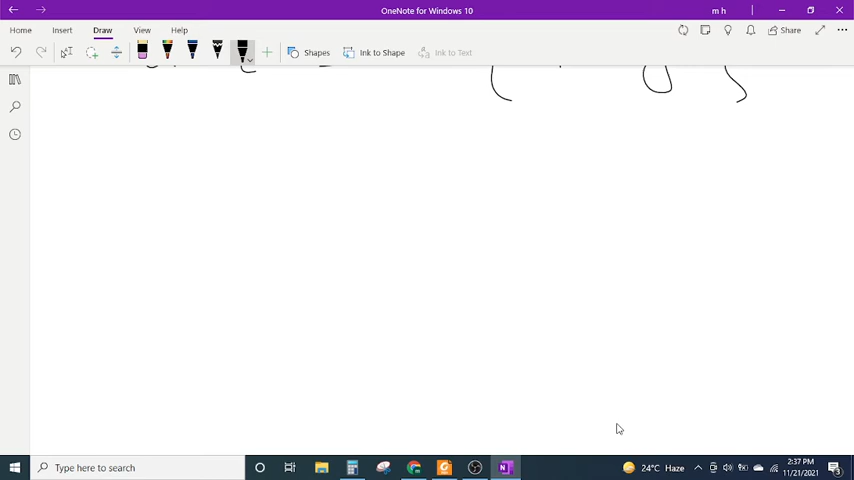 OneNote for Windows 10
m h
Home Insert Draw View Help
Share
Shapes Ink to Shape Ink to Text
Type here to search
24°C Haze
2:37 PM
11/21/2021
3